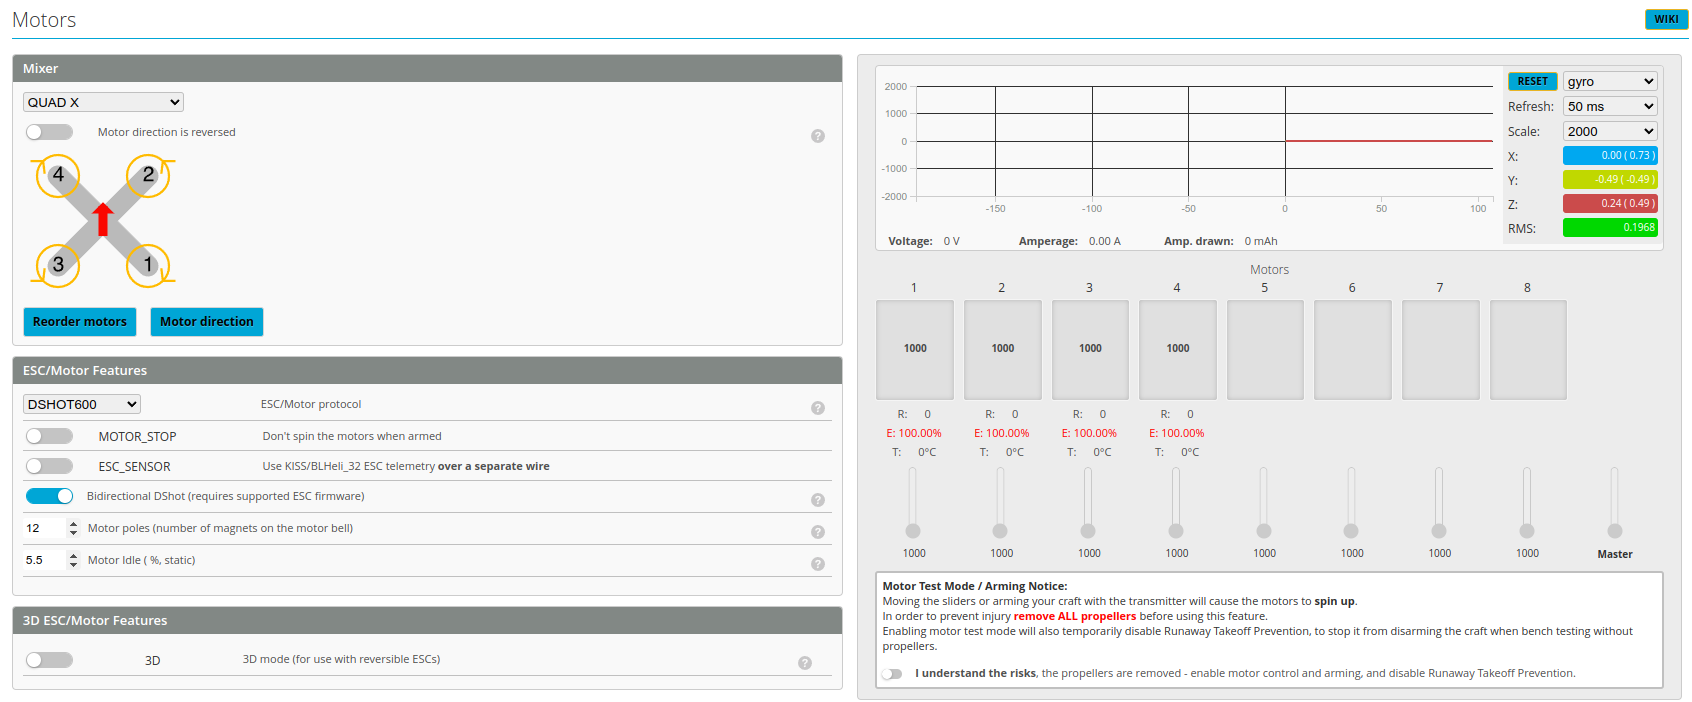 Motors
WIKI
Mixer
QUAD X
Motor direction is reversed
?
4 2
3 1
Reorder motors Motor direction
ESC/Motor Features
DSHOT600 ESC/Motor protocol ?
MOTOR_STOP Don't spin the motors when armed
ESC_SENSOR Use KISS/BLHeli_32 ESC telemetry over a separate wire
Bidirectional DShot (requires supported ESC firmware) ?
12 Motor poles (number of magnets on the motor bell) ?
5.5 Motor Idle ( %, static) ?
3D ESC/Motor Features
3D 3D mode (for use with reversible ESCs) ?
2000
1000
0
-1000
-2000
-150 -100 -50 0 50 100
RESET gyro
Refresh: 50 ms
Scale: 2000
X: 0.00 ( 0.73 )
Y: -0.49 ( -0.49 )
Z: 0.24 ( 0.49 )
RMS: 0.1968
Voltage: 0 V Amperage: 0.00 A Amp. drawn: 0 mAh
Motors
1 2 3 4 5 6 7 8
1000 1000 1000 1000
R: 0 R: 0 R: 0 R: 0
E: 100.00% E: 100.00% E: 100.00% E: 100.00%
T: 0°C T: 0°C T: 0°C T: 0°C
1000 1000 1000 1000 1000 1000 1000 1000 Master
Motor Test Mode / Arming Notice:
Moving the sliders or arming your craft with the transmitter will cause the motors to spin up.
In order to prevent injury remove ALL propellers before using this feature.
Enabling motor test mode will also temporarily disable Runaway Takeoff Prevention, to stop it from disarming the craft when bench testing without
propellers.
I understand the risks, the propellers are removed - enable motor control and arming, and disable Runaway Takeoff Prevention.